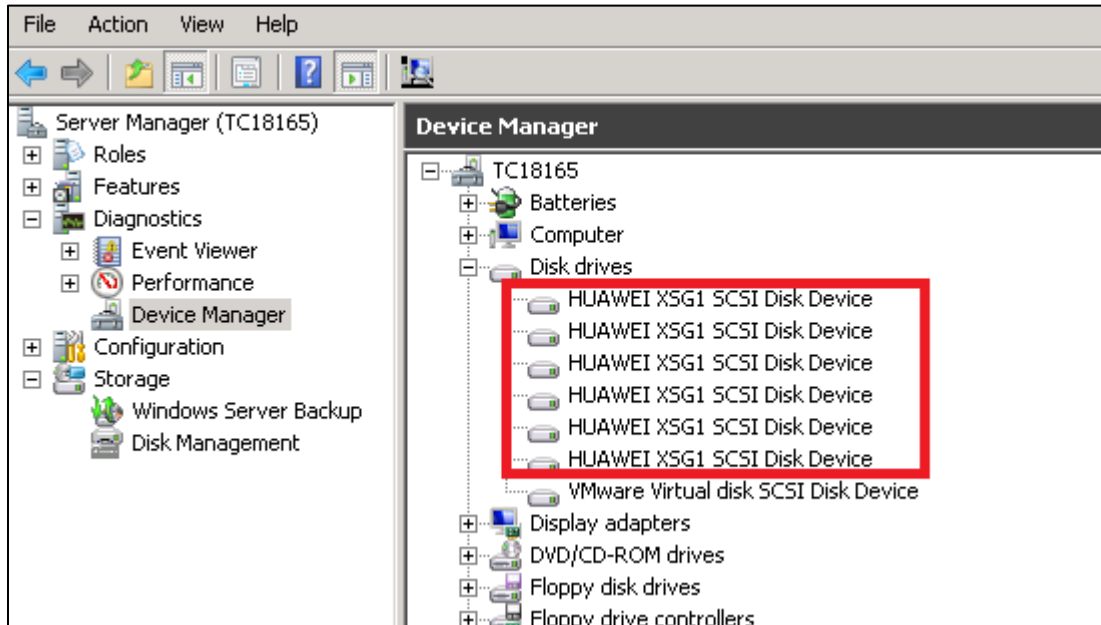 File Action View Help
Server Manager (TC18165)
Roles
Features
Diagnostics
Event Viewer
Performance
Device Manager
Configuration
Storage
Windows Server Backup
Disk Management
Device Manager
TC18165
Batteries
Computer
Disk drives
HUAWEI XSG1 SCSI Disk Device
HUAWEI XSG1 SCSI Disk Device
HUAWEI XSG1 SCSI Disk Device
HUAWEI XSG1 SCSI Disk Device
HUAWEI XSG1 SCSI Disk Device
HUAWEI XSG1 SCSI Disk Device
VMware Virtual disk SCSI Disk Device
Display adapters
DVD/CD-ROM drives
Floppy disk drives
Floppy drive controllers